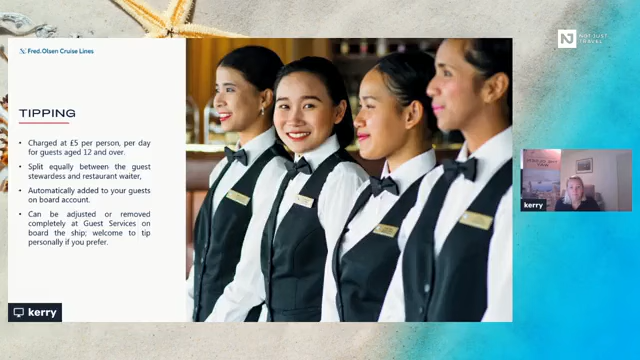 Fred.Olsen Cruise Lines
NOT JUST
TRAVEL
TIPPING
• Charged at £5 per person, per day
for guests aged 12 and over.
• Split equally between the guest
stewardess and restaurant waiter,
• Automatically added to your guests
on board account.
• Can be adjusted or removed
completely at Guest Services on
board the ship; welcome to tip
personally if you prefer.
kerry
kerry